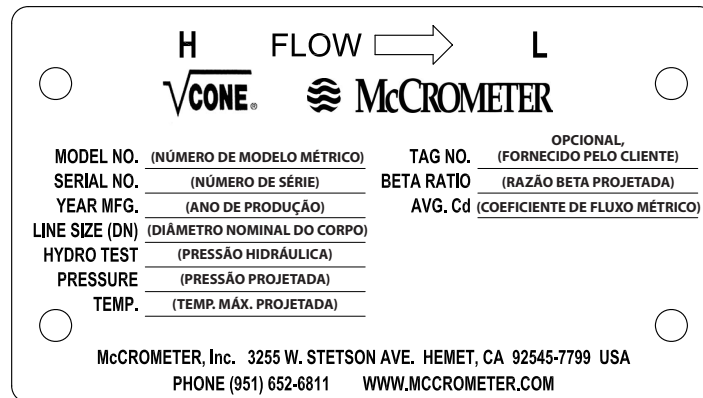 H FLOW L
√CONE® McCROMETER
MODEL NO. (NÚMERO DE MODELO MÉTRICO)
SERIAL NO. (NÚMERO DE SÉRIE)
YEAR MFG. (ANO DE PRODUÇÃO)
LINE SIZE (DN) (DIÂMETRO NOMINAL DO CORPO)
HYDRO TEST (PRESSÃO HIDRÁULICA)
PRESSURE (PRESSÃO PROJETADA)
TEMP. (TEMP. MÁX. PROJETADA)
OPCIONAL,
TAG NO. (FORNECIDO PELO CLIENTE)
BETA RATIO (RAZÃO BETA PROJETADA)
AVG. Cd (COEFICIENTE DE FLUXO MÉTRICO)
McCROMETER, Inc. 3255 W. STETSON AVE. HEMET, CA 92545-7799 USA
PHONE (951) 652-6811 WWW.MCCROMETER.COM